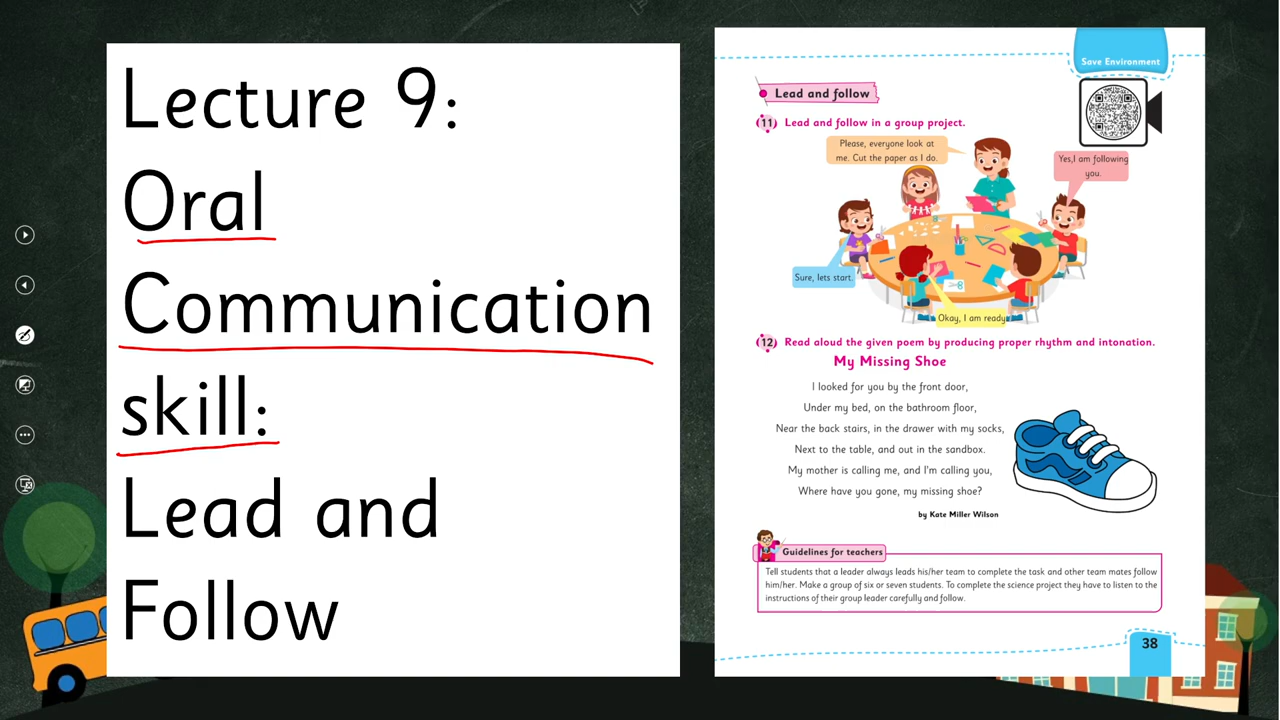 Lecture 9:
Oral
Communication
skill:
Lead and
Follow
Save Environment
Lead and follow
11 Lead and follow in a group project.
Please, everyone look at
me. Cut the paper as I do.
Yes,I am following
you.
Sure, lets start.
Okay, I am ready.
12 Read aloud the given poem by producing proper rhythm and intonation.
My Missing Shoe
I looked for you by the front door,
Under my bed, on the bathroom floor,
Near the back stairs, in the drawer with my socks,
Next to the table, and out in the sandbox.
My mother is calling me, and I'm calling you,
Where have you gone, my missing shoe?
by Kate Miller Wilson
Guidelines for teachers
Tell students that a leader always leads his/her team to complete the task and other team mates follow
him/her. Make a group of six or seven students. To complete the science project they have to listen to the
instructions of their group leader carefully and follow.
38